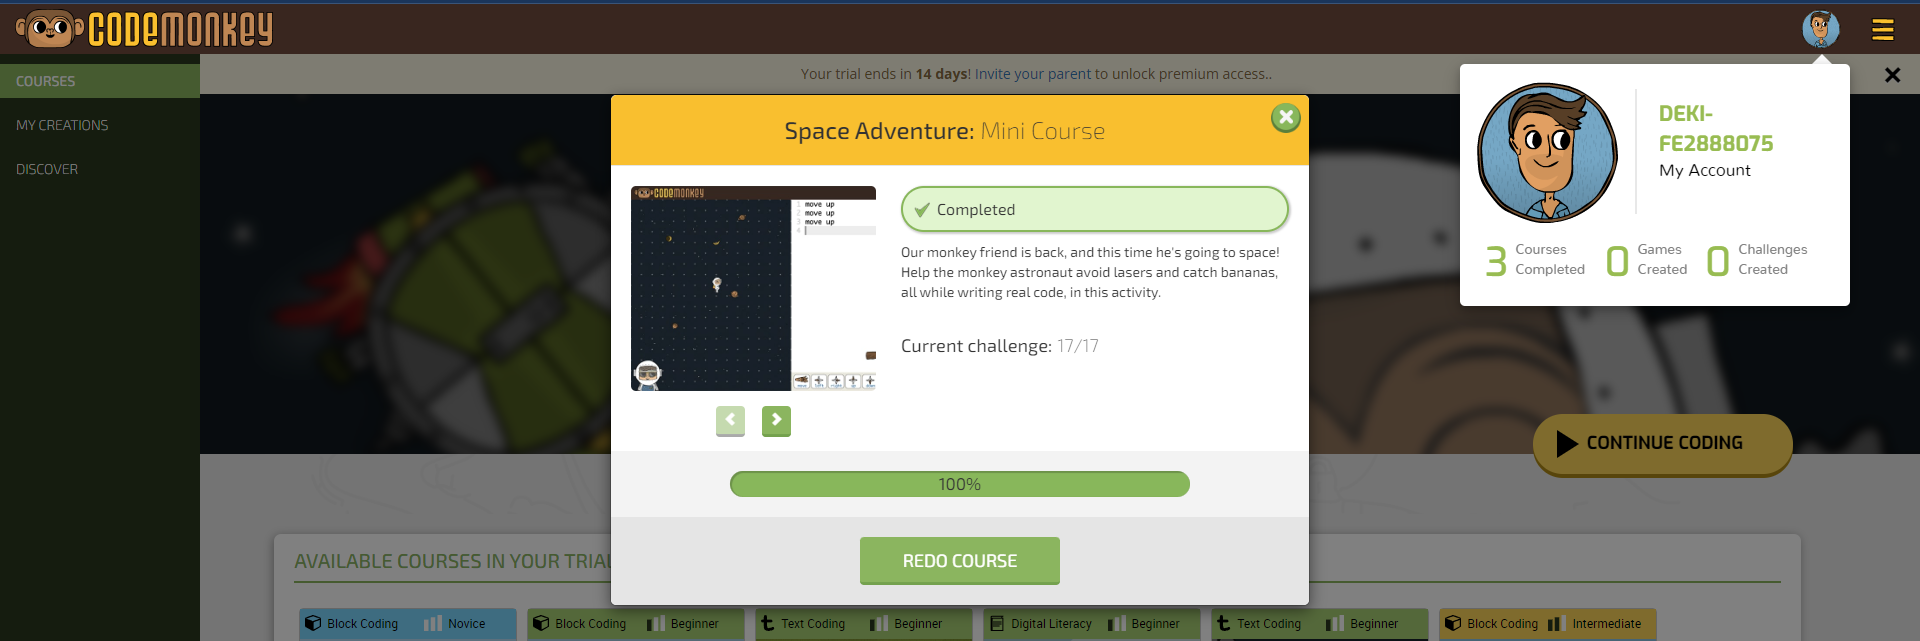 CODEMONKEY
COURSES
MY CREATIONS
DISCOVER
Your trial ends in 14 days! Invite your parent to unlock premium access..
Space Adventure: Mini Course
CODEMONKEY
1 move up
2 move up
3 move up
4
Completed
Our monkey friend is back, and this time he's going to space!
Help the monkey astronaut avoid lasers and catch bananas,
all while writing real code, in this activity.
Current challenge: 17/17
100%
REDO COURSE
DEKI-
FE2888075
My Account
3 Courses Completed
0 Games Created
0 Challenges Created
CONTINUE CODING
AVAILABLE COURSES IN YOUR TRIAL
Block Coding Novice
Block Coding Beginner
Text Coding Beginner
Digital Literacy Beginner
Text Coding Beginner
Block Coding Intermediate